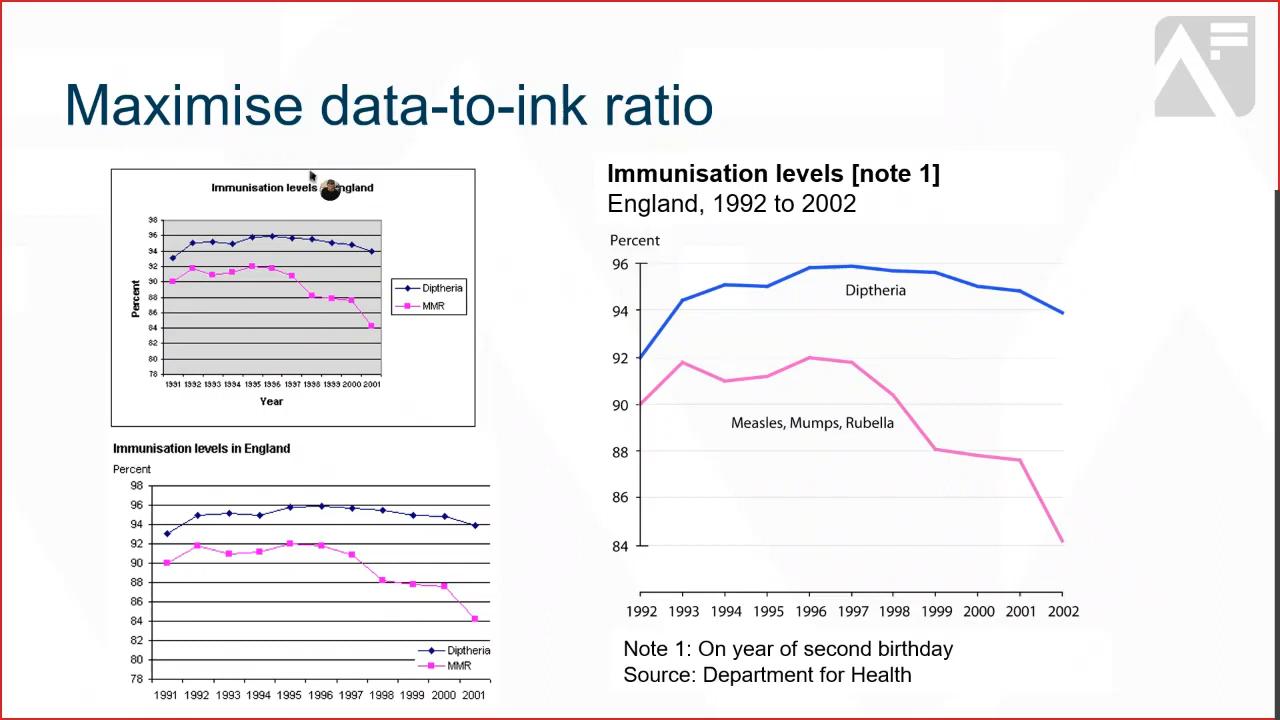 Maximise data-to-ink ratio
Immunisation levels ngland
98
96
94
92
90
88
86
84
82
80
78
Percent
1991 1992 1993 1994 1995 1996 1997 1998 1999 2000 2001
Year
Diptheria
MMR
Immunisation levels in England
Percent
98
96
94
92
90
88
86
84
82
80
78
1991 1992 1993 1994 1995 1996 1997 1998 1999 2000 2001
Diptheria
MMR
Immunisation levels [note 1]
England, 1992 to 2002
Percent
96
94
92
90
88
86
84
Diptheria
Measles, Mumps, Rubella
1992 1993 1994 1995 1996 1997 1998 1999 2000 2001 2002
Note 1: On year of second birthday
Source: Department for Health